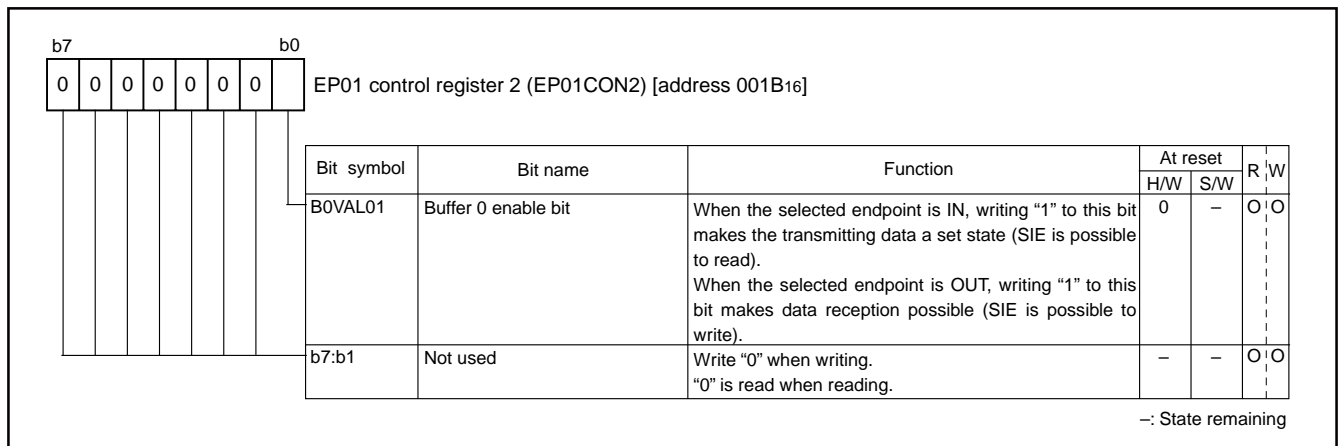 b7 b0
0 0 0 0 0 0 0 EP01 control register 2 (EP01CON2) [address 001B16]
Bit symbol Bit name Function At reset R W
H/W S/W
B0VAL01 Buffer 0 enable bit When the selected endpoint is IN, writing “1” to this bit 0 – O O
makes the transmitting data a set state (SIE is possible
to read).
When the selected endpoint is OUT, writing “1” to this
bit makes data reception possible (SIE is possible to
write).
b7:b1 Not used Write “0” when writing. – – O O
“0” is read when reading.
–: State remaining